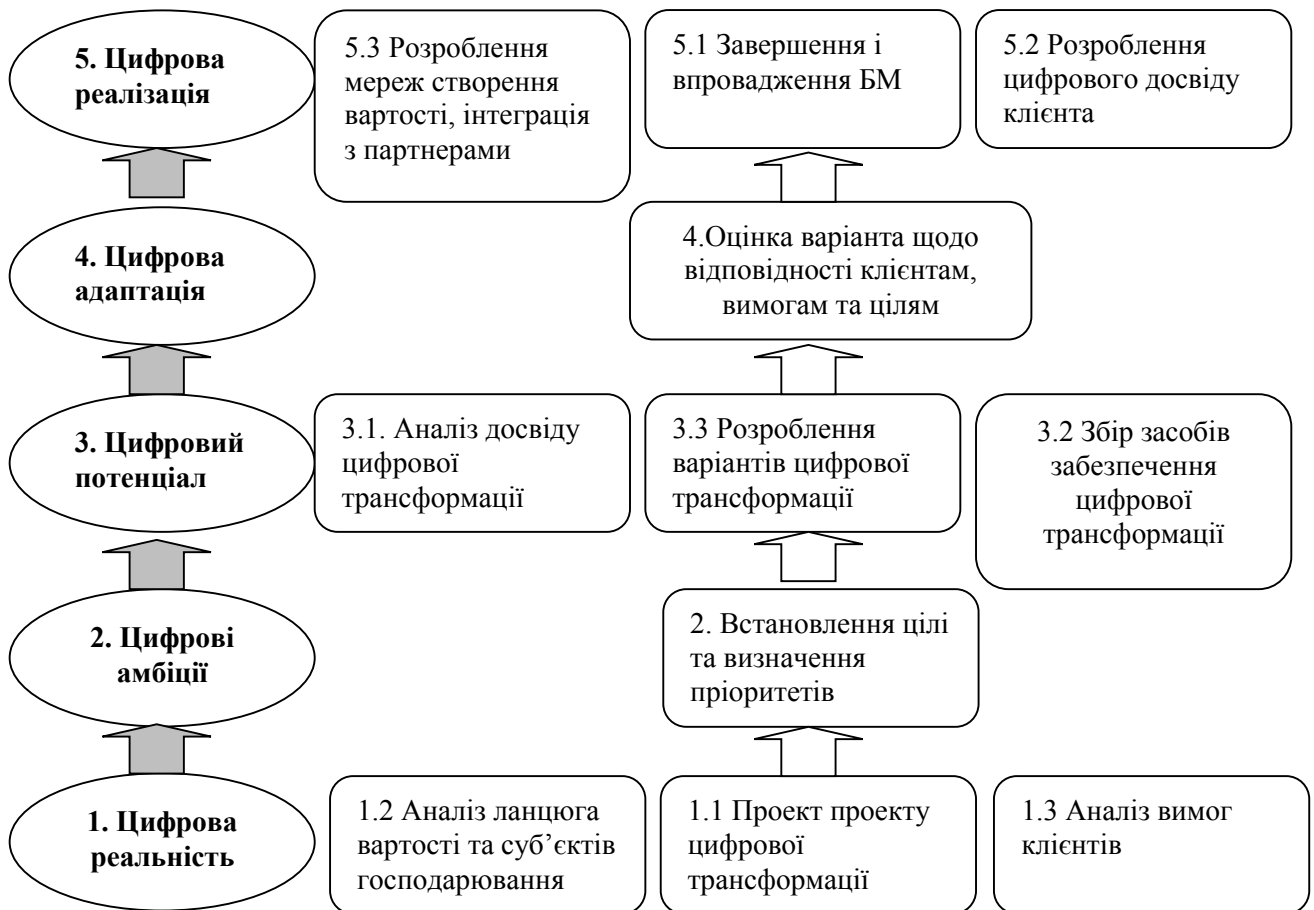 5. Цифрова
реалізація
5.3 Розроблення
мереж створення
вартості, інтеграція
з партнерами
5.1 Завершення і
впровадження БМ
5.2 Розроблення
цифрового досвіду
клієнта
4. Цифрова
адаптація
4.Оцінка варіанта щодо
відповідності клієнтам,
вимогам та цілям
3. Цифровий
потенціал
3.1. Аналіз досвіду
цифрової
трансформації
3.3 Розроблення
варіантів цифрової
трансформації
3.2 Збір засобів
забезпечення
цифрової
трансформації
2. Цифрові
амбіції
2. Встановлення цілі
та визначення
пріоритетів
1. Цифрова
реальність
1.2 Аналіз ланцюга
вартості та суб’єктів
господарювання
1.1 Проект проекту
цифрової
трансформації
1.3 Аналіз вимог
клієнтів